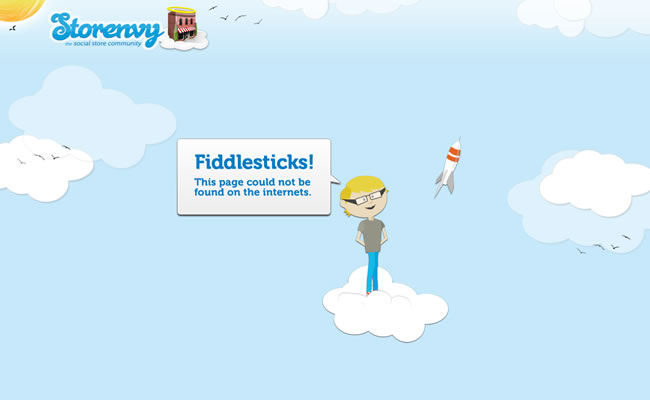 Storenvy
the social store community
Fiddlesticks!
This page could not be
found on the internets.